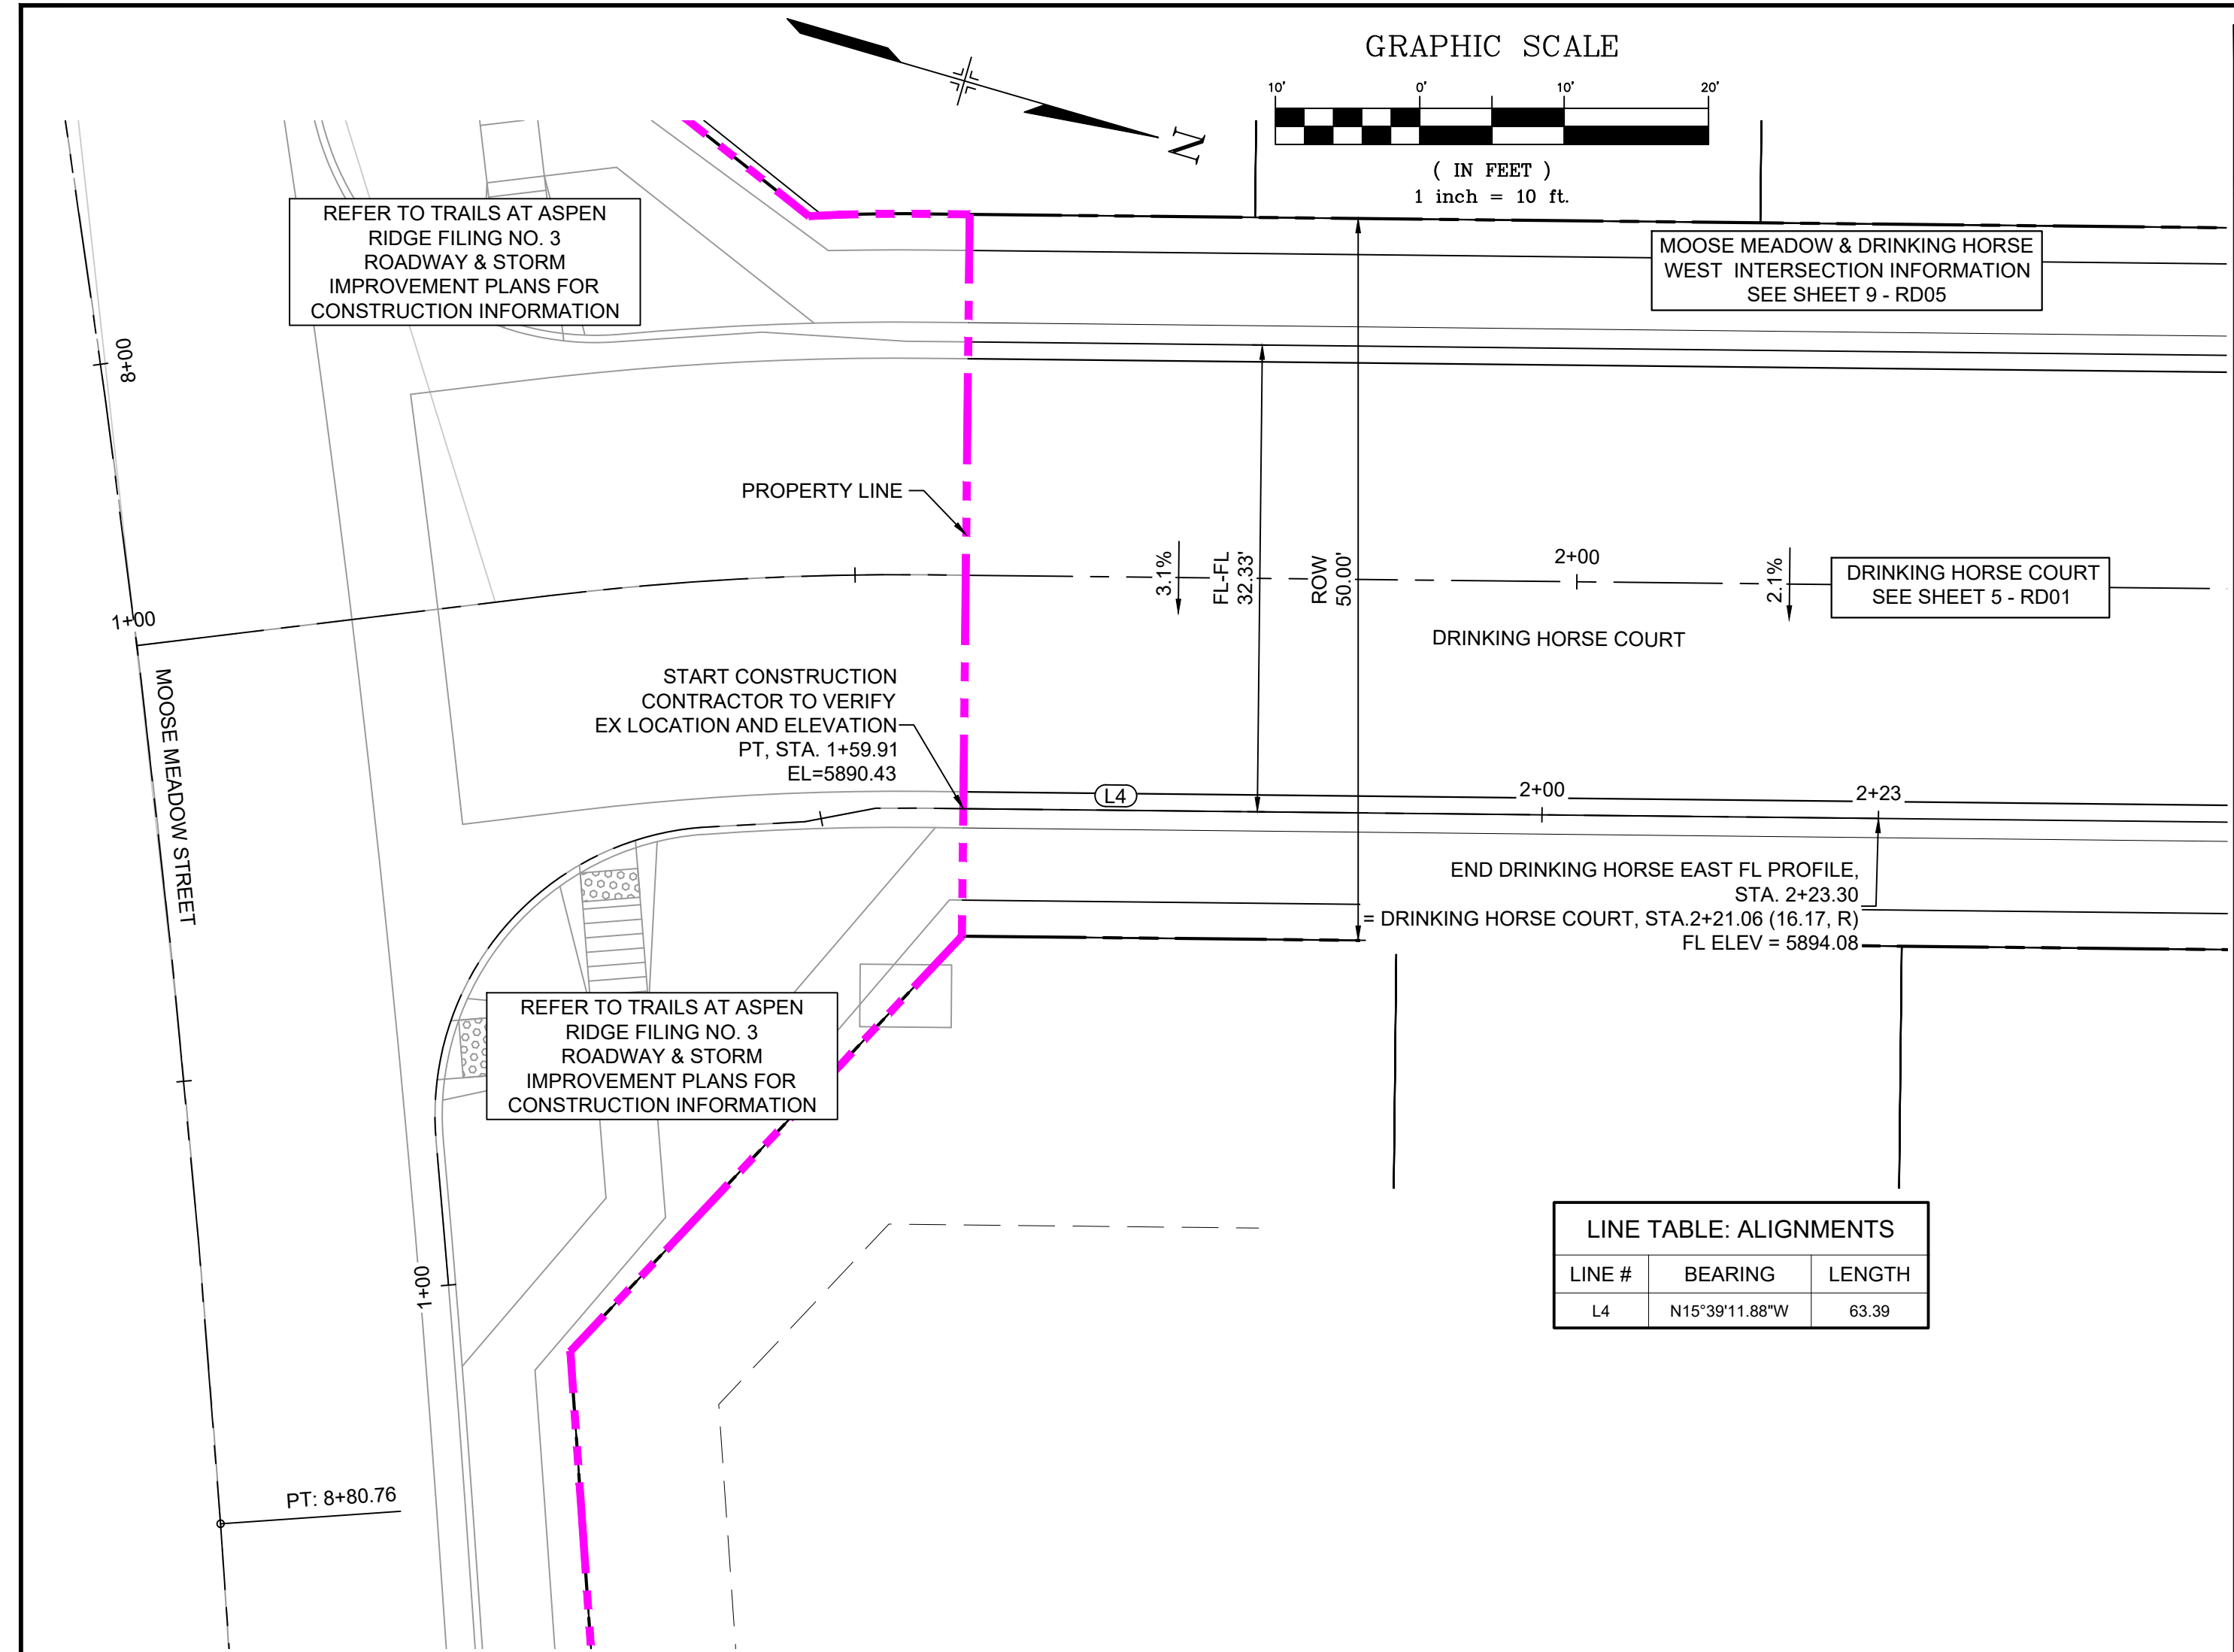 GRAPHIC SCALE
10'
0'
10'
20'
( IN FEET )
1 inch = 10 ft.
N
REFER TO TRAILS AT ASPEN
RIDGE FILING NO. 3
ROADWAY & STORM
IMPROVEMENT PLANS FOR
CONSTRUCTION INFORMATION
MOOSE MEADOW & DRINKING HORSE
WEST INTERSECTION INFORMATION
SEE SHEET 9 - RD05
8+00
PROPERTY LINE
3.1%
FL-FL
32.33'
ROW
50.00'
2+00
2.1%
DRINKING HORSE COURT
SEE SHEET 5 - RD01
1+00
DRINKING HORSE COURT
MOOSE MEADOW STREET
START CONSTRUCTION
CONTRACTOR TO VERIFY
EX LOCATION AND ELEVATION
PT, STA. 1+59.91
EL=5890.43
L4
2+00
2+23
END DRINKING HORSE EAST FL PROFILE,
STA. 2+23.30
= DRINKING HORSE COURT, STA.2+21.06 (16.17, R)
FL ELEV = 5894.08
REFER TO TRAILS AT ASPEN
RIDGE FILING NO. 3
ROADWAY & STORM
IMPROVEMENT PLANS FOR
CONSTRUCTION INFORMATION
1+00
PT: 8+80.76
LINE TABLE: ALIGNMENTS
LINE # BEARING LENGTH
L4 N15°39'11.88"W 63.39